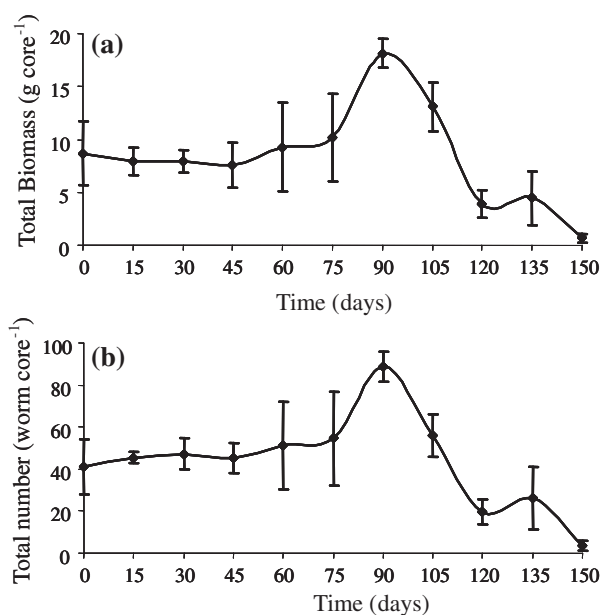 (a)
Total Biomass (g core⁻¹)
20
15
10
5
0
0 15 30 45 60 75 90 105 120 135 150
Time (days)
(b)
Total number (worm core⁻¹)
100
80
60
40
20
0
0 15 30 45 60 75 90 105 120 135 150
Time (days)